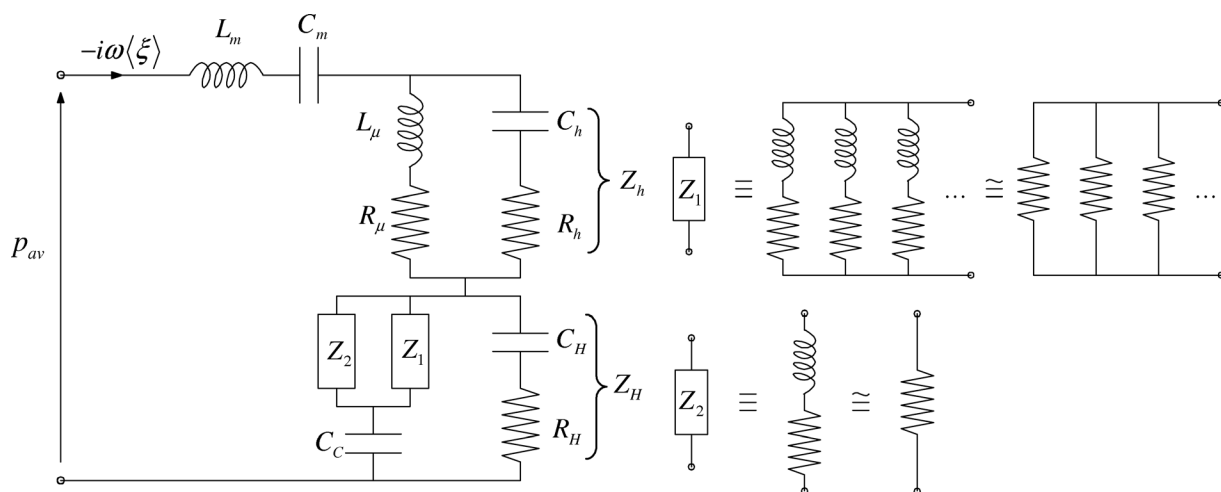 L_m
C_m
−iω⟨ξ⟩
L_μ
C_h
Z_h
R_μ
R_h
p_av
Z_1 ≡ ... ≅ ...
Z_2
Z_1
C_H
Z_H
R_H
C_C
Z_2 ≡ ≅